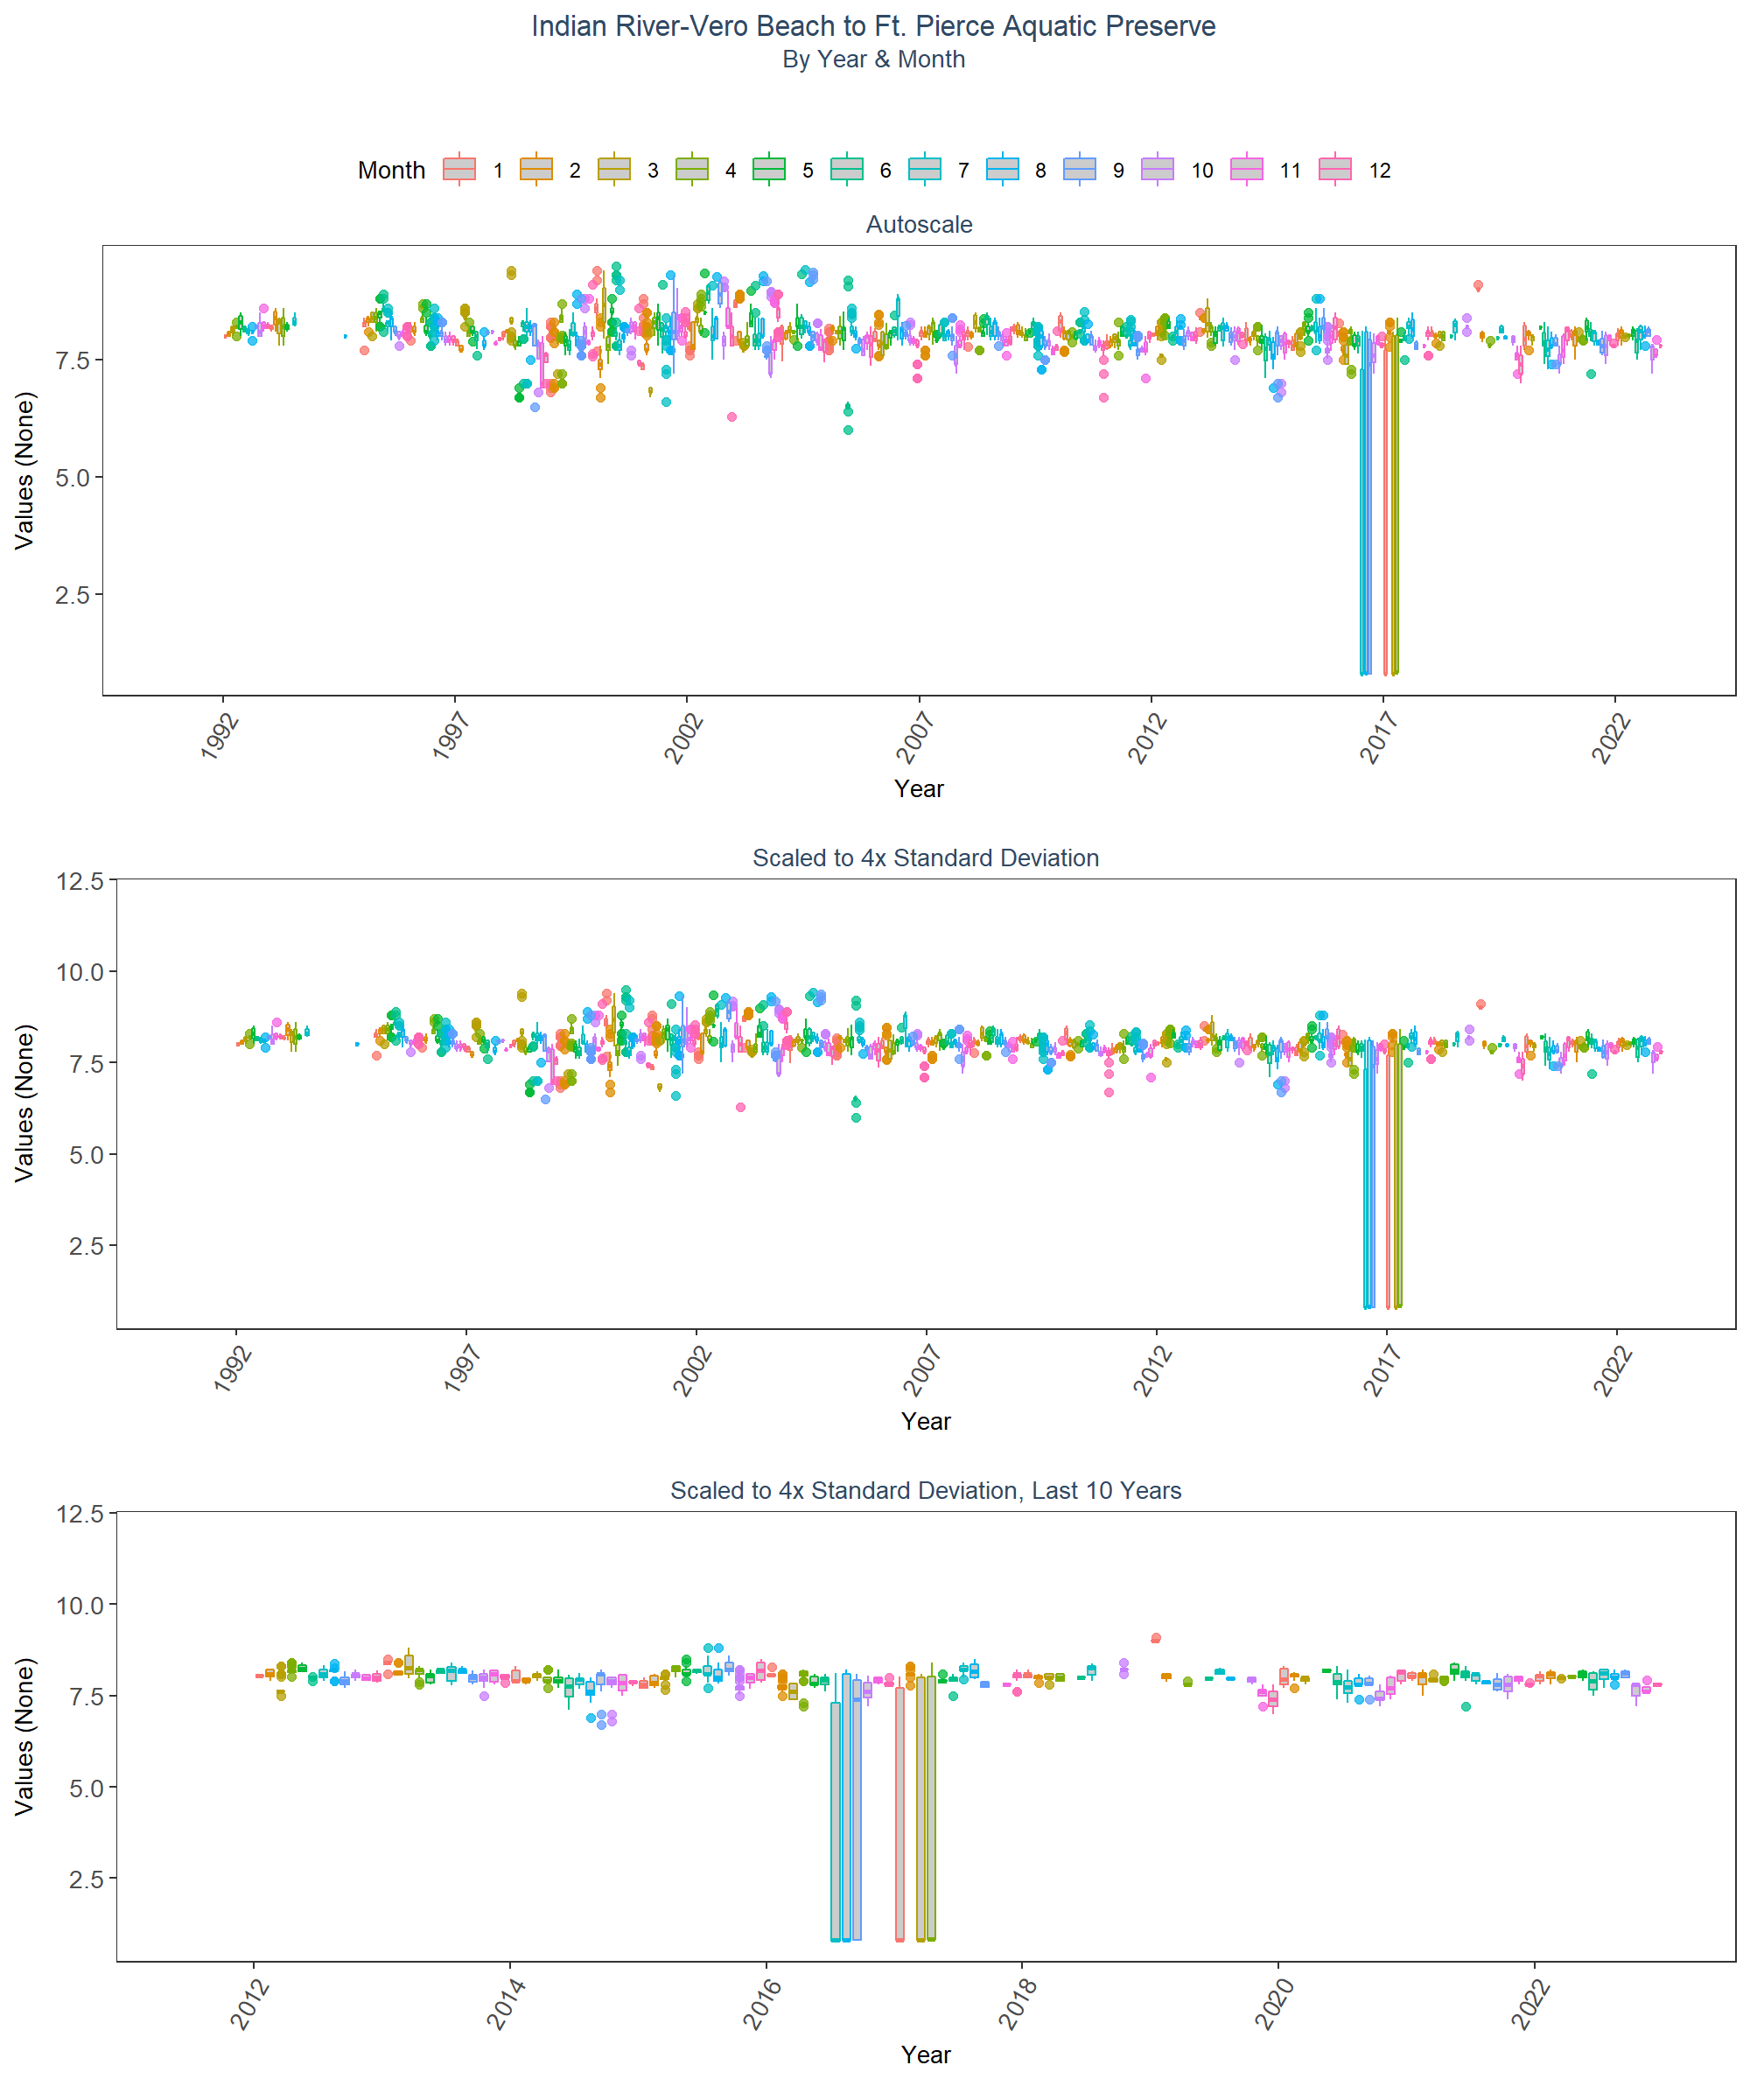 Indian River-Vero Beach to Ft. Pierce Aquatic Preserve
By Year & Month
Month 1 2 3 4 5 6 7 8 9 10 11 12
Autoscale
Values (None)
7.5
5.0
2.5
1992 1997 2002 2007 2012 2017 2022
Year
Scaled to 4x Standard Deviation
Values (None)
12.5
10.0
7.5
5.0
2.5
1992 1997 2002 2007 2012 2017 2022
Year
Scaled to 4x Standard Deviation, Last 10 Years
Values (None)
12.5
10.0
7.5
5.0
2.5
2012 2014 2016 2018 2020 2022
Year